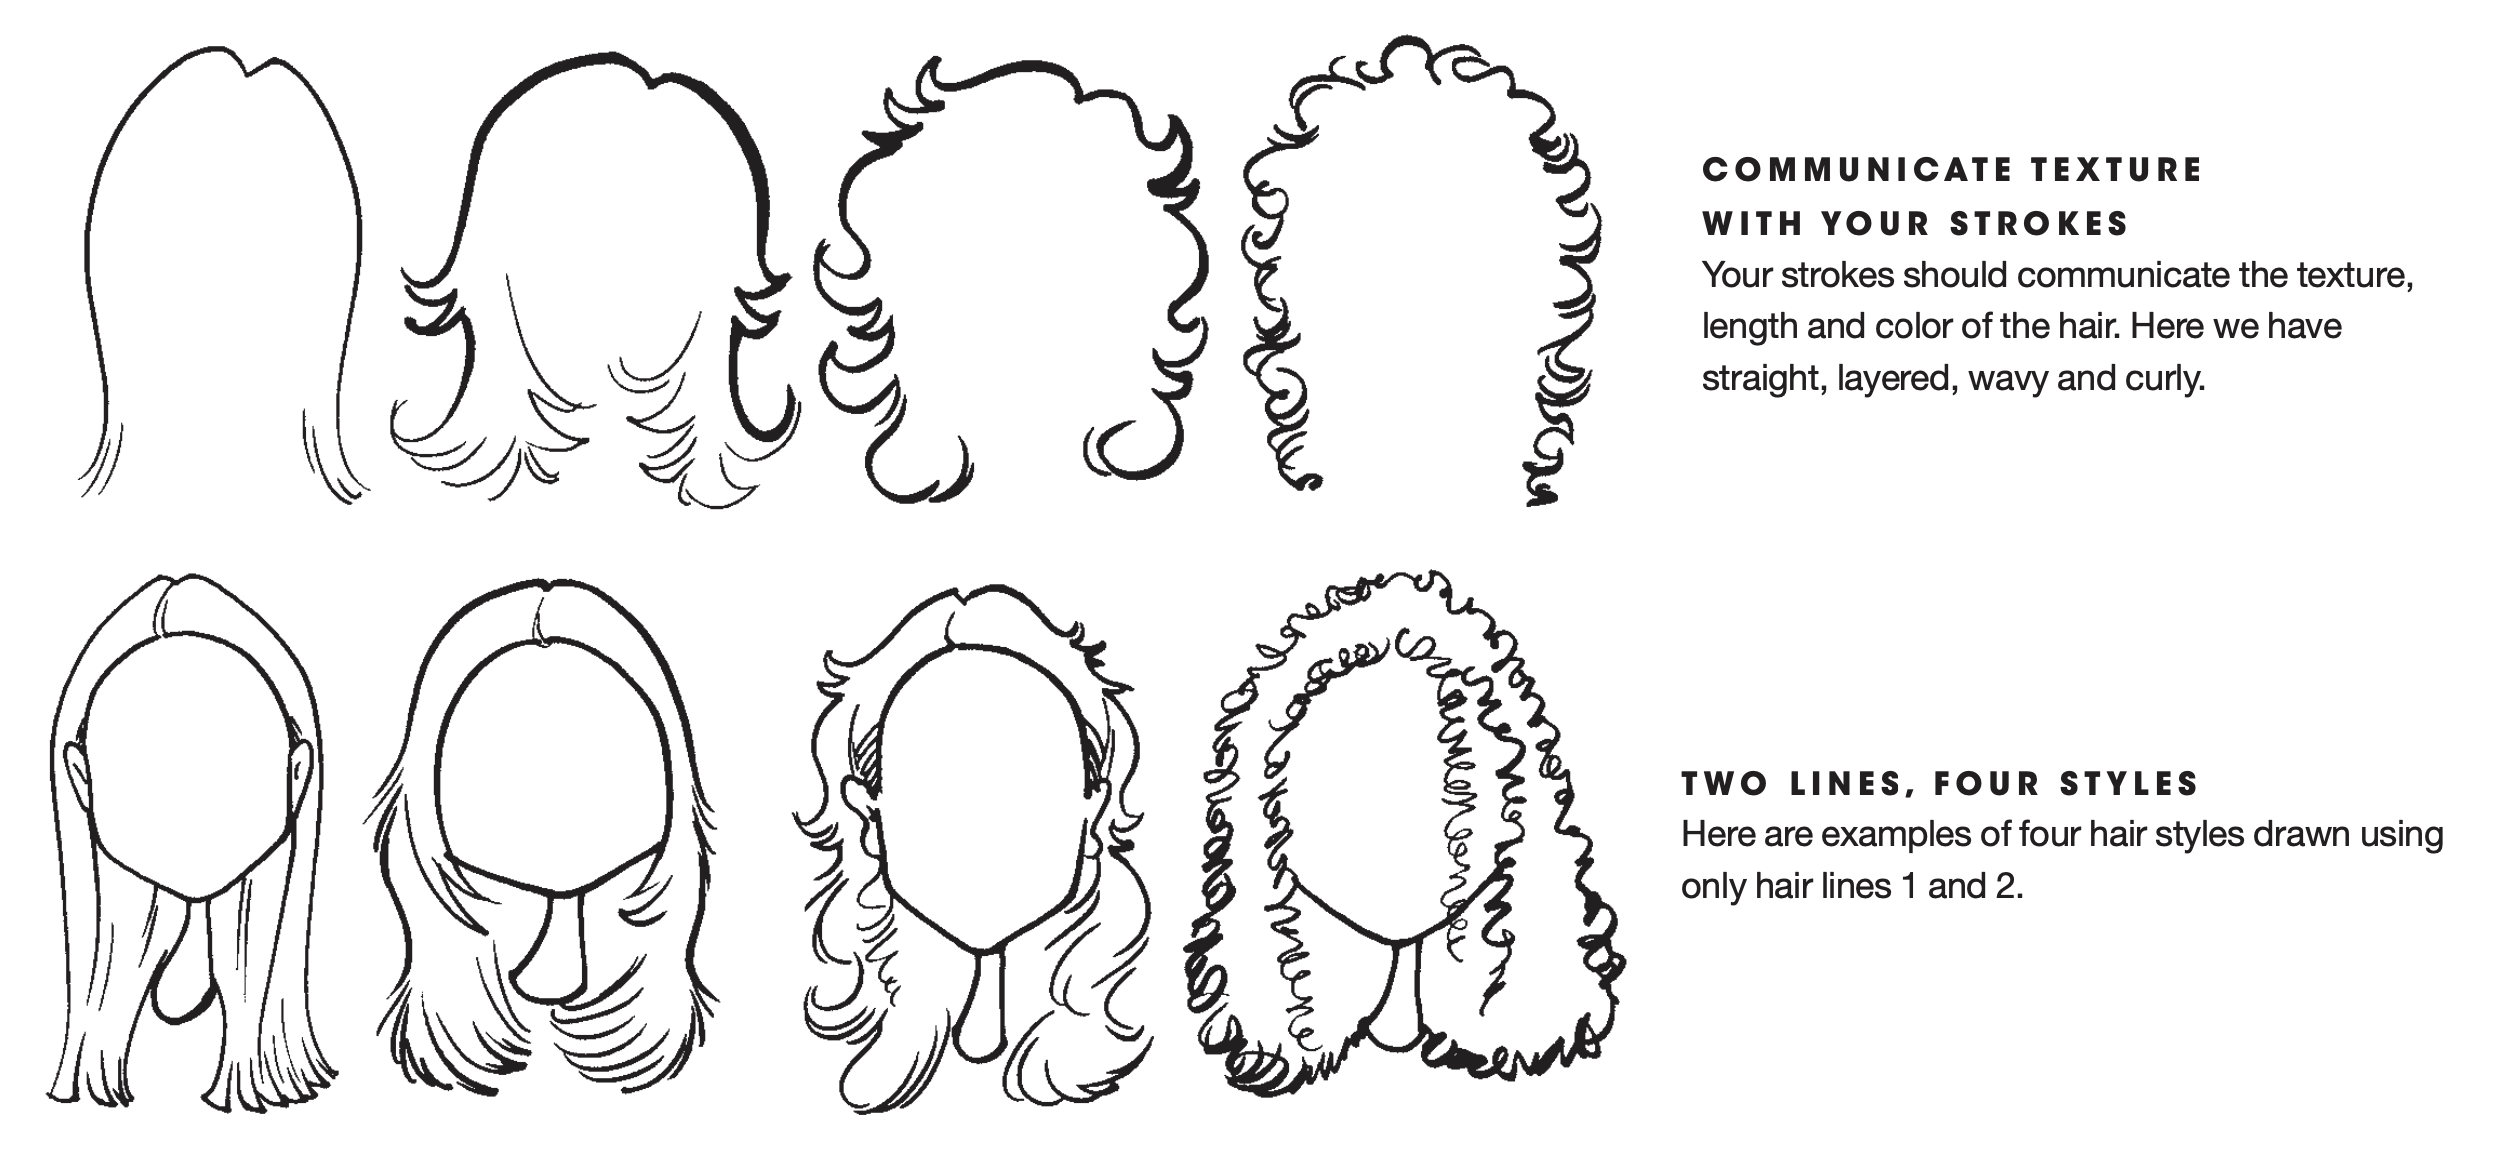 COMMUNICATE TEXTURE
WITH YOUR STROKES
Your strokes should communicate the texture,
length and color of the hair. Here we have
straight, layered, wavy and curly.
TWO LINES, FOUR STYLES
Here are examples of four hair styles drawn using
only hair lines 1 and 2.